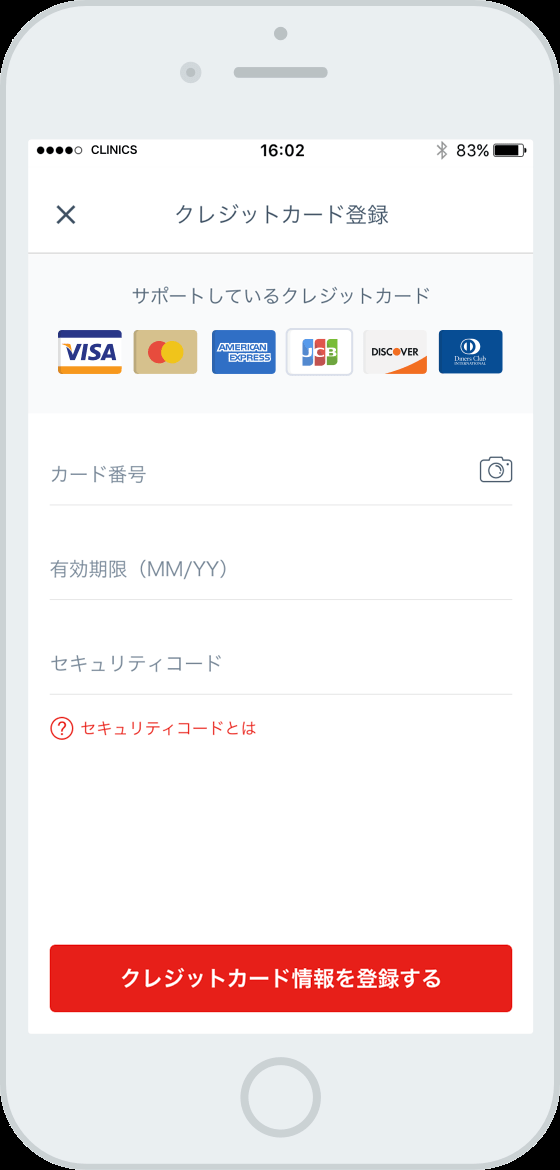 CLINICS 16:02 83%
クレジットカード登録
サポートしているクレジットカード
VISA AMERICAN EXPRESS JCB DISCOVER Diners Club INTERNATIONAL
カード番号
有効期限（MM/YY）
セキュリティコード
? セキュリティコードとは
クレジットカード情報を登録する